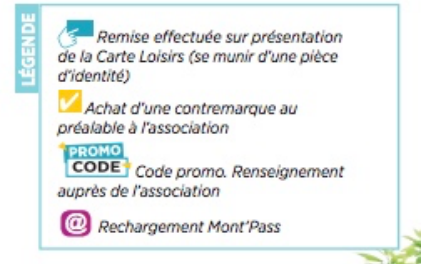 LÉGENDE
Remise effectuée sur présentation
de la Carte Loisirs (se munir d'une pièce
d'identité)
Achat d'une contremarque au
préalable à l'association
PROMO
CODE Code promo. Renseignement
auprès de l'association
@ Rechargement Mont'Pass